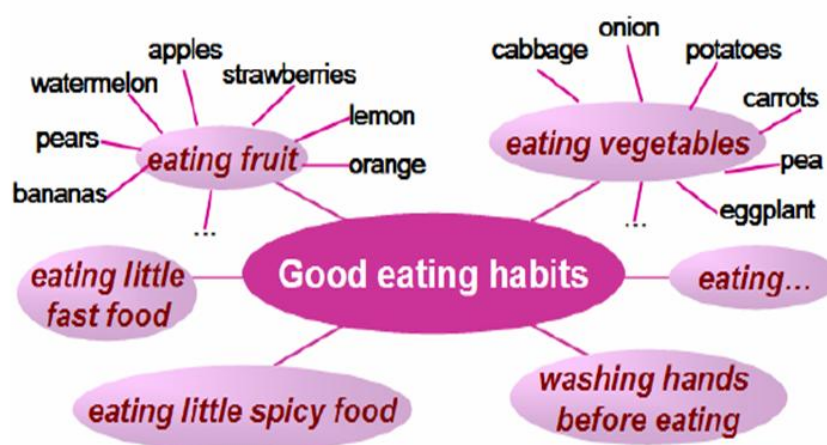 apples
watermelon
strawberries
pears
lemon
bananas
orange
eating fruit
...
onion
cabbage
potatoes
carrots
pea
eggplant
eating vegetables
...
Good eating habits
eating little
fast food
eating...
eating little spicy food
washing hands
before eating